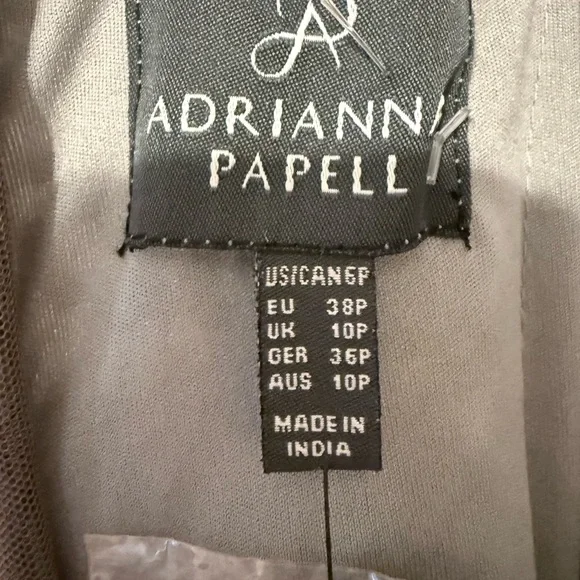 ADRIANNA
PAPELL
US/CAN 6P
EU 38P
UK 10P
GER 36P
AUS 10P
MADE IN
INDIA